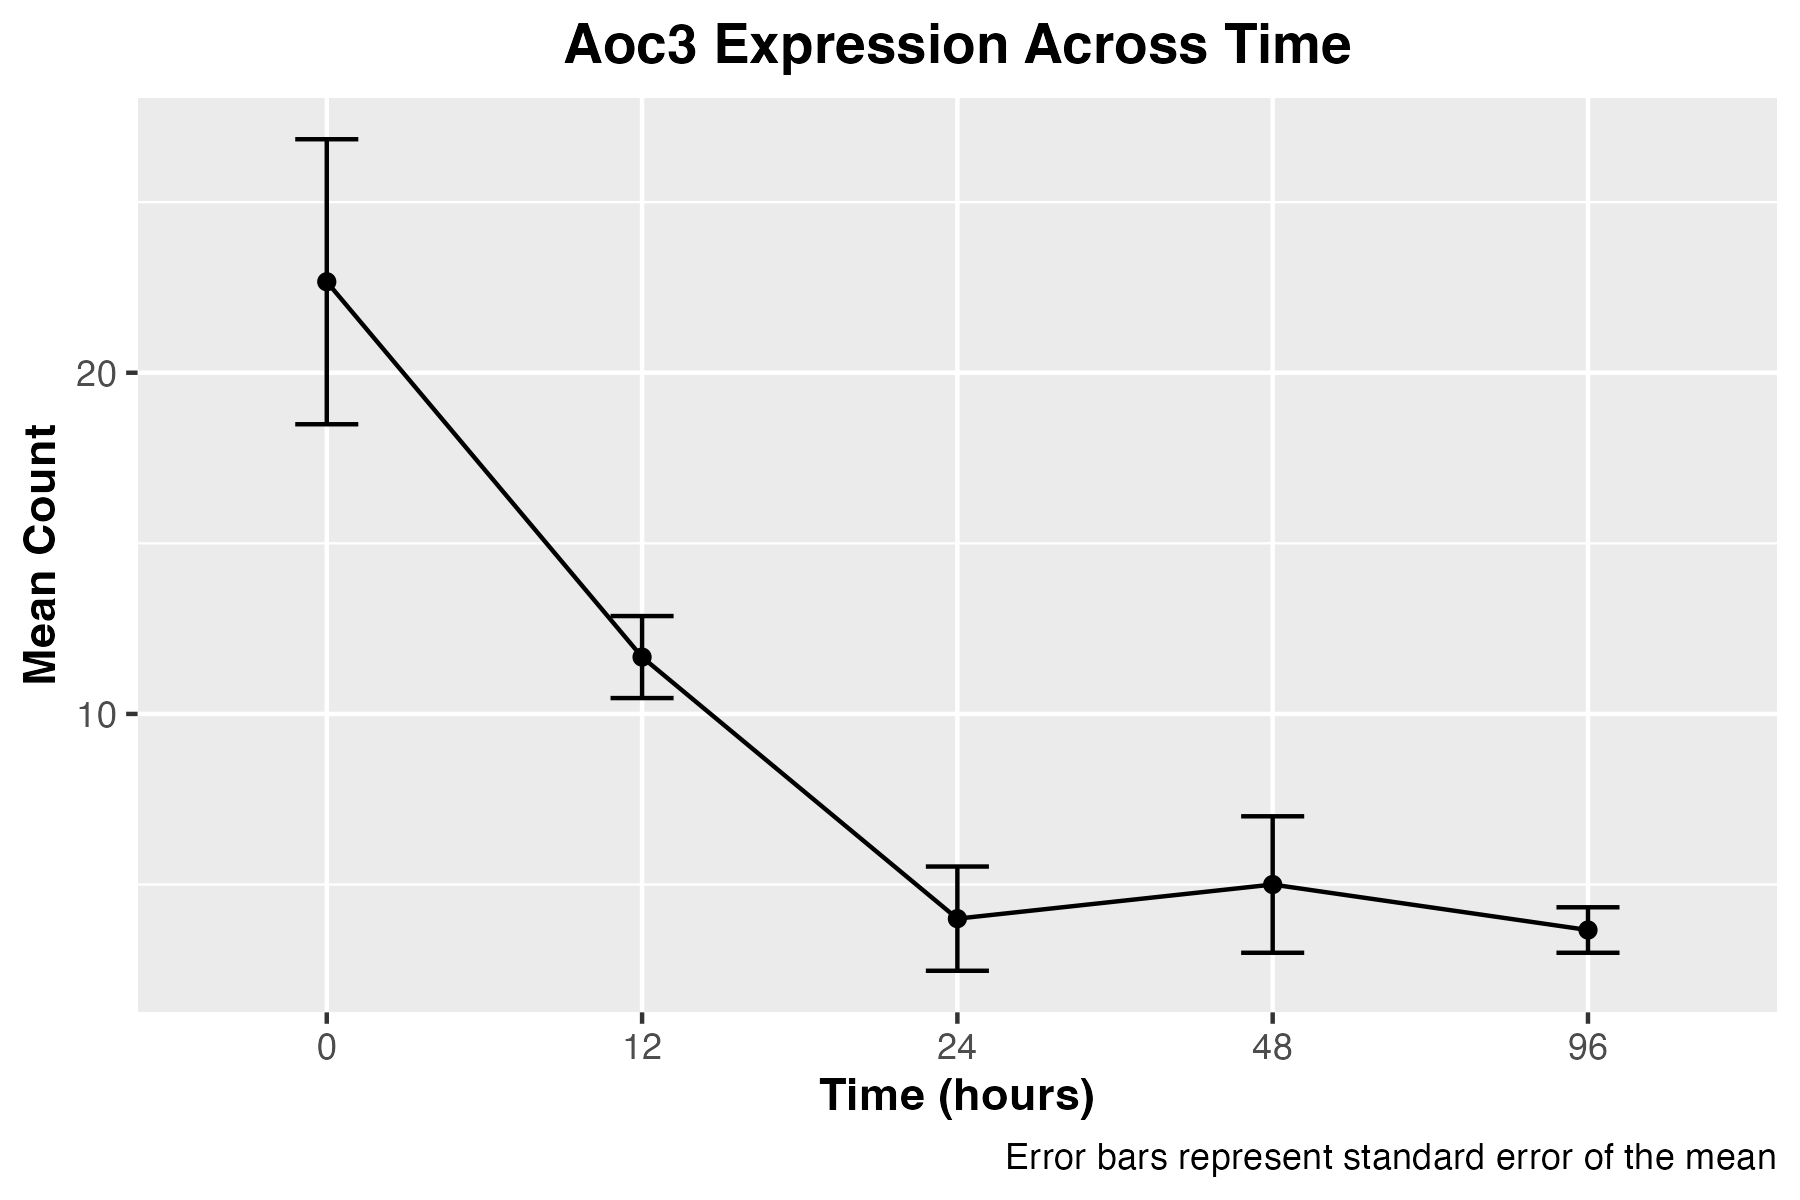 Aoc3 Expression Across Time
Mean Count
20
10
0 12 24 48 96
Time (hours)
Error bars represent standard error of the mean